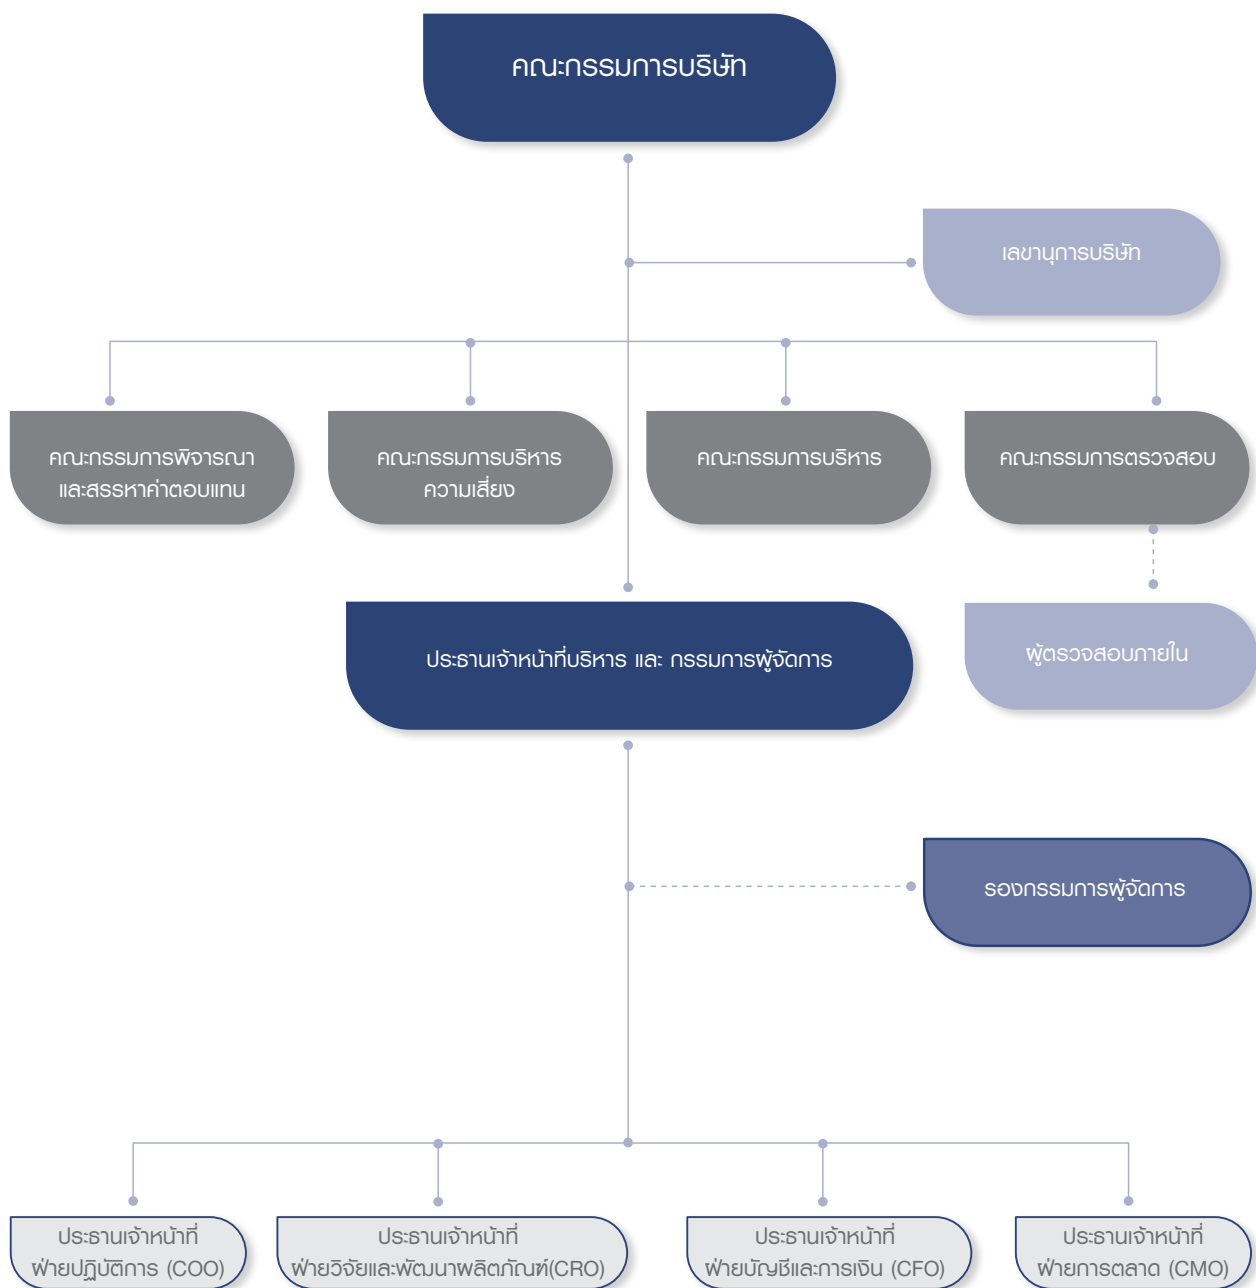 คณะกรรมการบริษัท
เลขานุการบริษัท
คณะกรรมการพิจารณา
และสรรหาค่าตอบแทน
คณะกรรมการบริหาร
ความเสี่ยง
คณะกรรมการบริหาร
คณะกรรมการตรวจสอบ
ประธานเจ้าหน้าที่บริหาร และ กรรมการผู้จัดการ
ผู้ตรวจสอบภายใน
รองกรรมการผู้จัดการ
ประธานเจ้าหน้าที่
ฝ่ายปฏิบัติการ (COO)
ประธานเจ้าหน้าที่
ฝ่ายวิจัยและพัฒนาผลิตภัณฑ์(CRO)
ประธานเจ้าหน้าที่
ฝ่ายบัญชีและการเงิน (CFO)
ประธานเจ้าหน้าที่
ฝ่ายการตลาด (CMO)